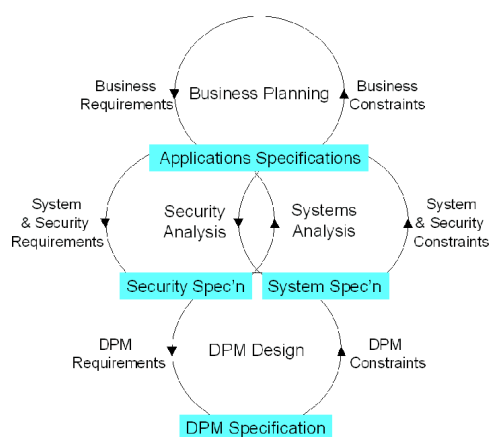 Business
Requirements
Business Planning
Business
Constraints
Applications Specifications
System
& Security
Requirements
Security
Analysis
Systems
Analysis
System
& Security
Constraints
Security Spec'n
System Spec'n
DPM
Requirements
DPM Design
DPM
Constraints
DPM Specification